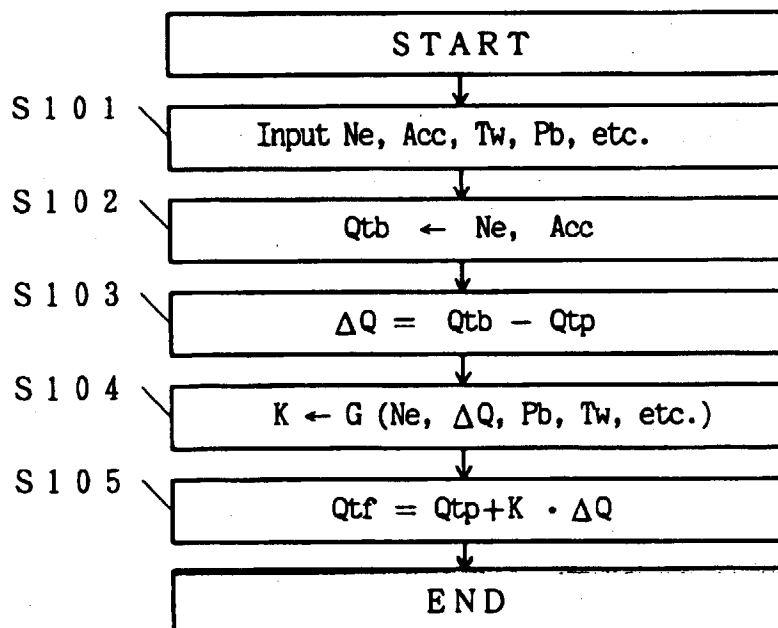 START
S101
Input Ne, Acc, Tw, Pb, etc.
S102
Qtb ← Ne, Acc
S103
ΔQ = Qtb − Qtp
S104
K ← G (Ne, ΔQ, Pb, Tw, etc.)
S105
Qtf = Qtp+K · ΔQ
END